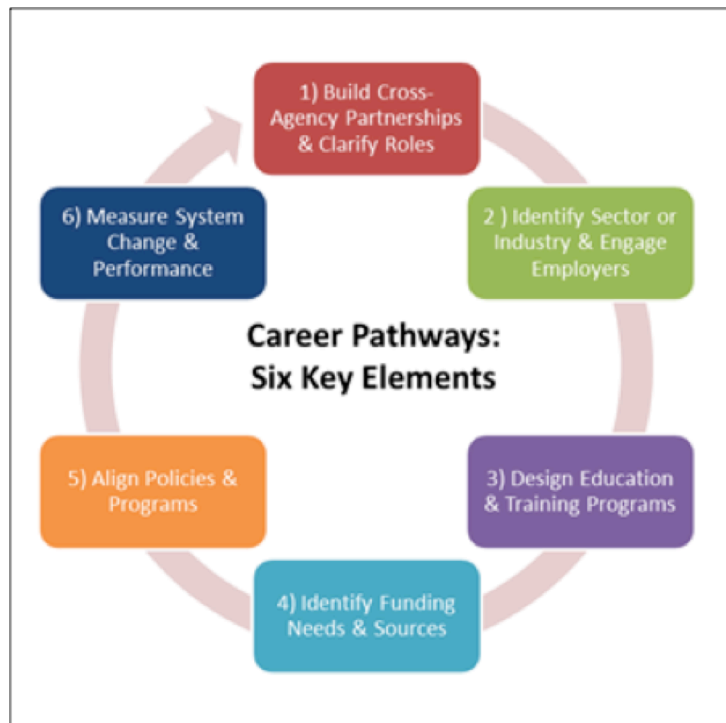 1) Build Cross-
Agency Partnerships
& Clarify Roles
2 ) Identify Sector or
Industry & Engage
Employers
3) Design Education
& Training Programs
4) Identify Funding
Needs & Sources
5) Align Policies &
Programs
6) Measure System
Change &
Performance
Career Pathways:
Six Key Elements